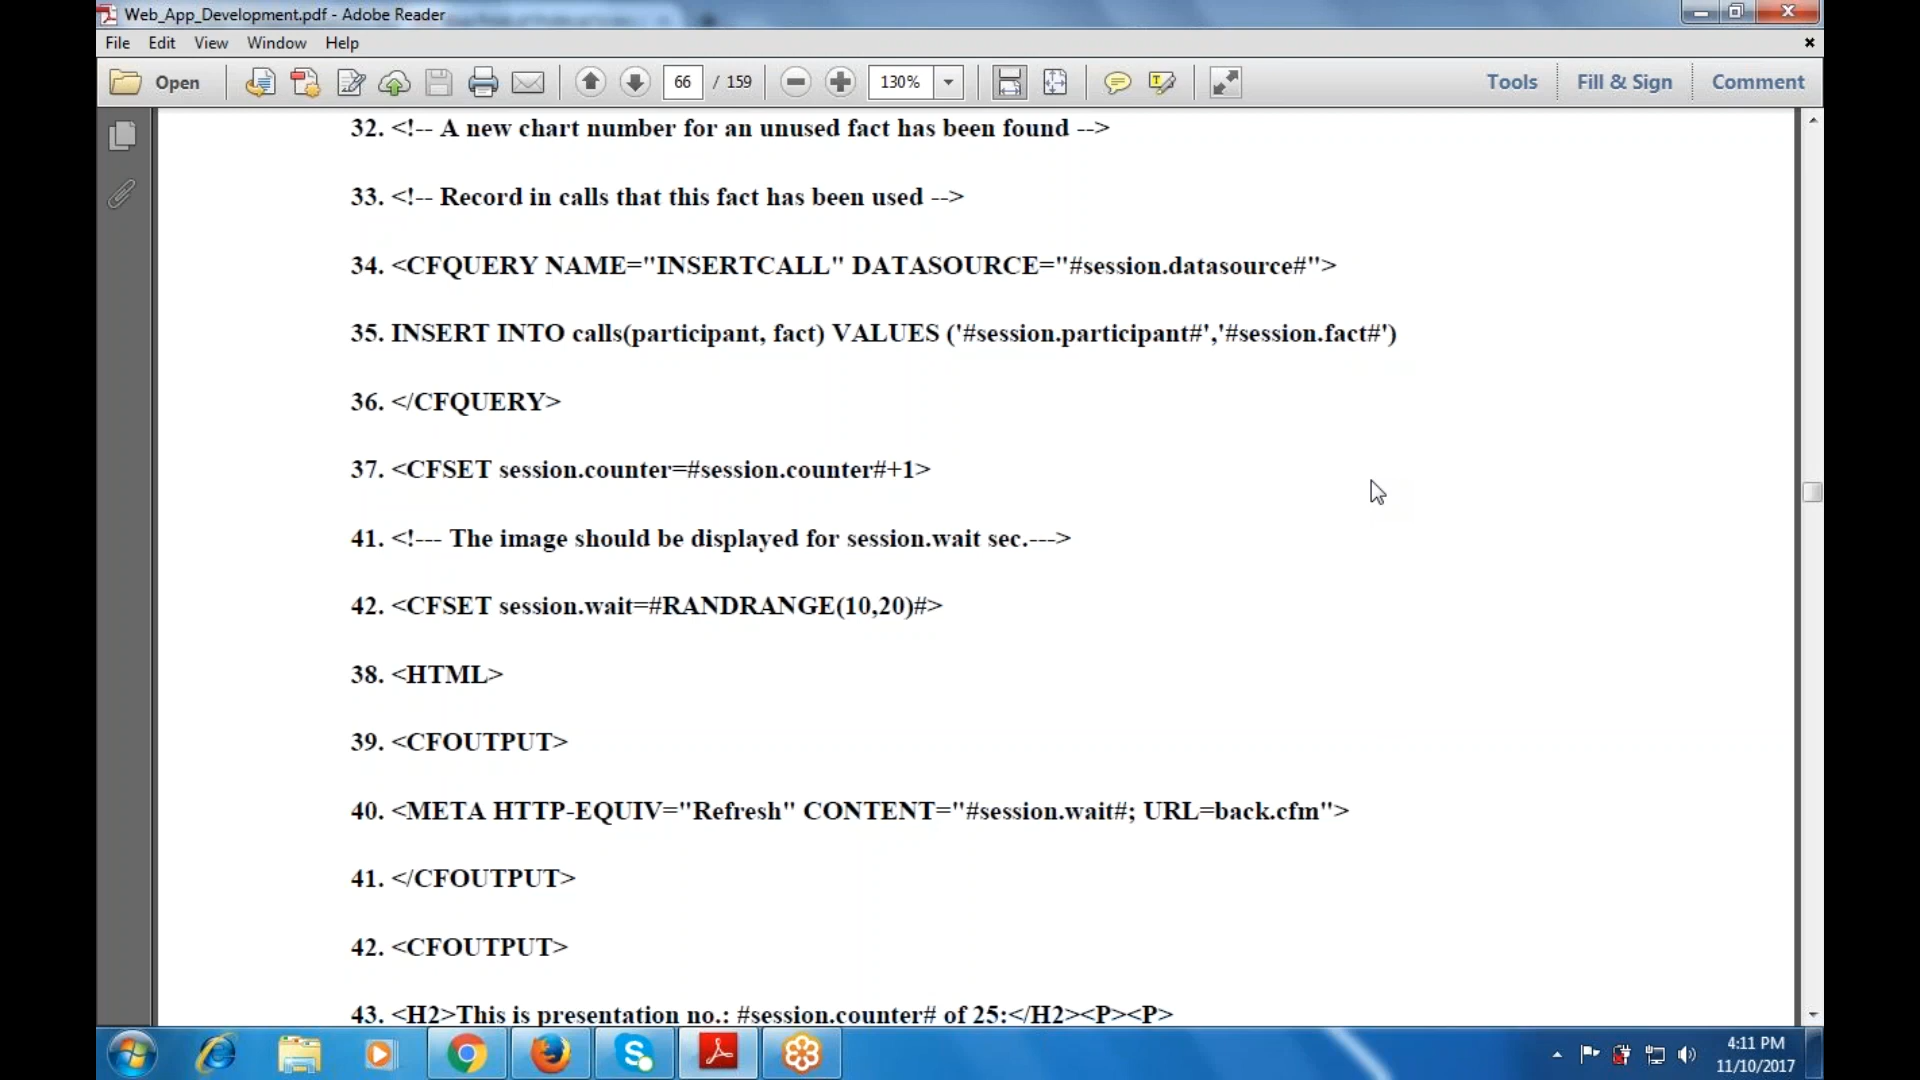 Web_App_Development.pdf - Adobe Reader
File Edit View Window Help
Open 66 / 159 130% Tools Fill & Sign Comment
32. <!-- A new chart number for an unused fact has been found -->
33. <!-- Record in calls that this fact has been used -->
34. <CFQUERY NAME="INSERTCALL" DATASOURCE="#session.datasource#">
35. INSERT INTO calls(participant, fact) VALUES ('#session.participant#','#session.fact#')
36. </CFQUERY>
37. <CFSET session.counter=#session.counter#+1>
41. <!--- The image should be displayed for session.wait sec.--->
42. <CFSET session.wait=#RANDRANGE(10,20)#>
38. <HTML>
39. <CFOUTPUT>
40. <META HTTP-EQUIV="Refresh" CONTENT="#session.wait#; URL=back.cfm">
41. </CFOUTPUT>
42. <CFOUTPUT>
43. <H2>This is presentation no.: #session.counter# of 25:</H2><P><P>
4:11 PM
11/10/2017